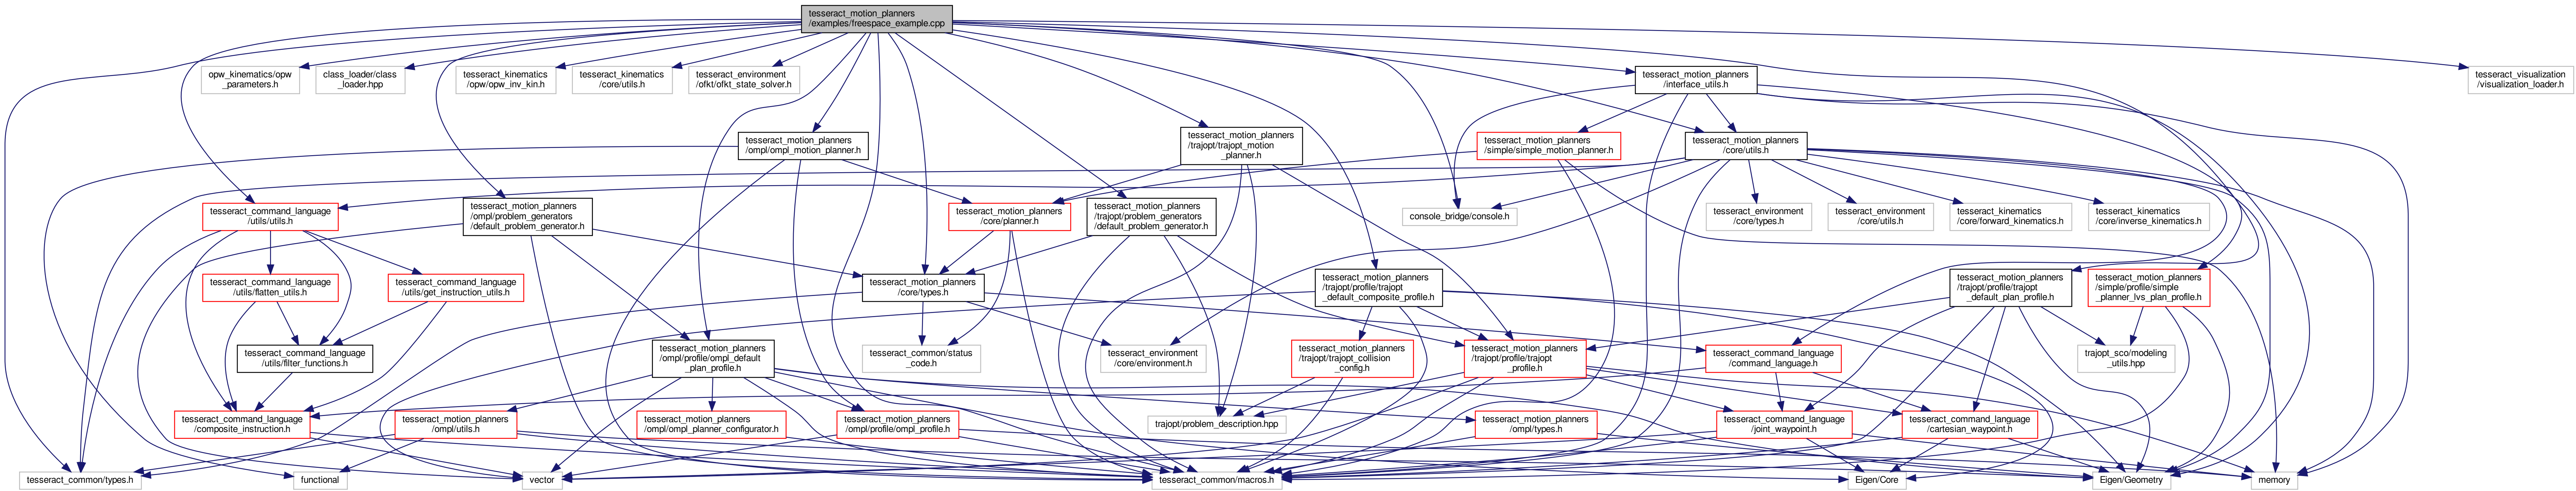 tesseract_motion_planners
/examples/freespace_example.cpp
opw_kinematics/opw
_parameters.h
class_loader/class
_loader.hpp
tesseract_kinematics
/opw/opw_inv_kin.h
tesseract_kinematics
/core/utils.h
tesseract_environment
/ofkt/ofkt_state_solver.h
tesseract_motion_planners
/interface_utils.h
tesseract_visualization
/visualization_loader.h
tesseract_motion_planners
/ompl/ompl_motion_planner.h
tesseract_motion_planners
/trajopt/trajopt_motion
_planner.h
tesseract_motion_planners
/simple/simple_motion_planner.h
tesseract_motion_planners
/core/utils.h
tesseract_command_language
/utils/utils.h
tesseract_motion_planners
/ompl/problem_generators
/default_problem_generator.h
tesseract_motion_planners
/core/planner.h
tesseract_motion_planners
/trajopt/problem_generators
/default_problem_generator.h
console_bridge/console.h
tesseract_environment
/core/types.h
tesseract_environment
/core/utils.h
tesseract_kinematics
/core/forward_kinematics.h
tesseract_kinematics
/core/inverse_kinematics.h
tesseract_command_language
/utils/flatten_utils.h
tesseract_command_language
/utils/get_instruction_utils.h
tesseract_motion_planners
/core/types.h
tesseract_motion_planners
/trajopt/profile/trajopt
_default_composite_profile.h
tesseract_motion_planners
/trajopt/profile/trajopt
_default_plan_profile.h
tesseract_motion_planners
/simple/profile/simple
_planner_lvs_plan_profile.h
tesseract_command_language
/utils/filter_functions.h
tesseract_motion_planners
/ompl/profile/ompl_default
_plan_profile.h
tesseract_common/status
_code.h
tesseract_environment
/core/environment.h
tesseract_motion_planners
/trajopt/trajopt_collision
_config.h
tesseract_motion_planners
/trajopt/profile/trajopt
_profile.h
tesseract_command_language
/command_language.h
trajopt_sco/modeling
_utils.hpp
tesseract_command_language
/composite_instruction.h
tesseract_motion_planners
/ompl/utils.h
tesseract_motion_planners
/ompl/ompl_planner_configurator.h
tesseract_motion_planners
/ompl/profile/ompl_profile.h
trajopt/problem_description.hpp
tesseract_motion_planners
/ompl/types.h
tesseract_command_language
/joint_waypoint.h
tesseract_command_language
/cartesian_waypoint.h
tesseract_common/types.h
functional
vector
tesseract_common/macros.h
Eigen/Core
Eigen/Geometry
memory